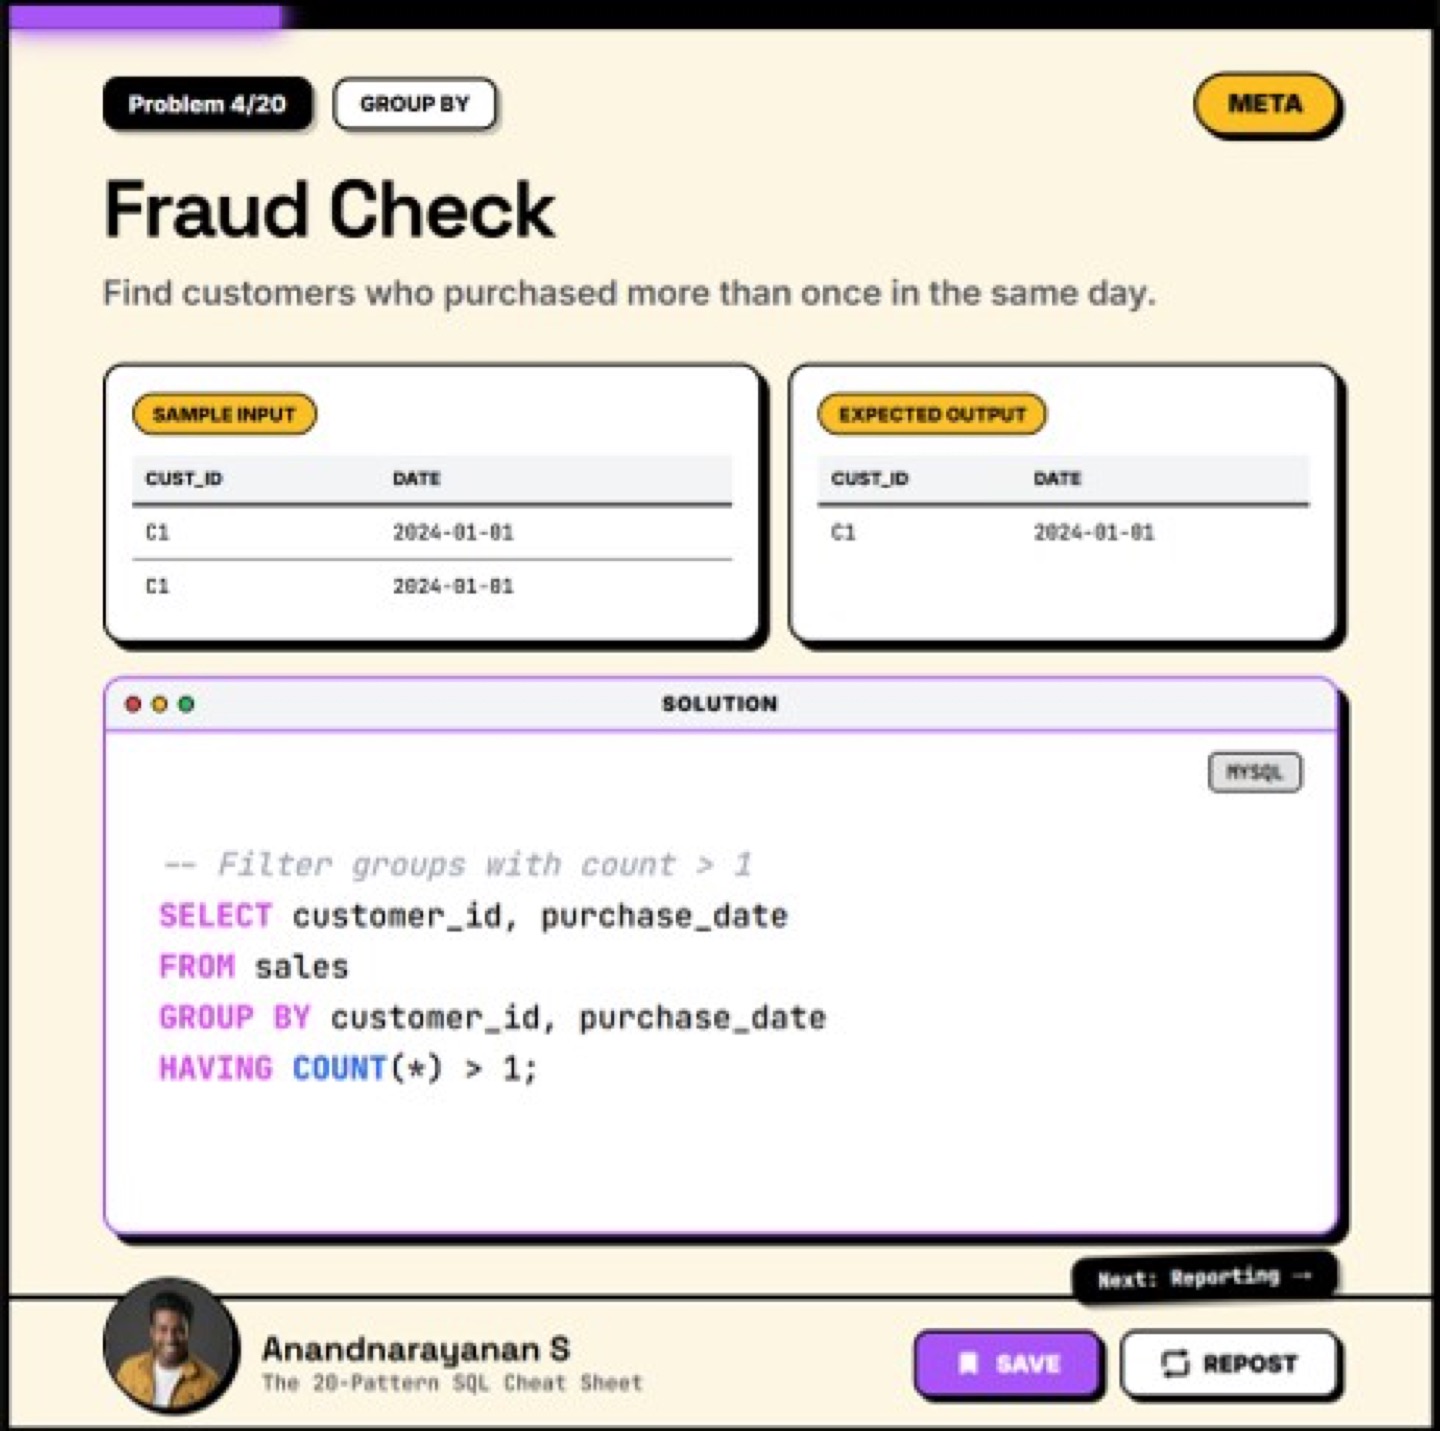 Problem 4/20 GROUP BY META
Fraud Check
Find customers who purchased more than once in the same day.
SAMPLE INPUT
CUST_ID DATE
C1 2024-01-01
C1 2024-01-01
EXPECTED OUTPUT
CUST_ID DATE
C1 2024-01-01
SOLUTION
MYSQL
-- Filter groups with count > 1
SELECT customer_id, purchase_date
FROM sales
GROUP BY customer_id, purchase_date
HAVING COUNT(*) > 1;
Next: Reporting →
Anandnarayanan S
The 20-Pattern SQL Cheat Sheet
SAVE REPOST